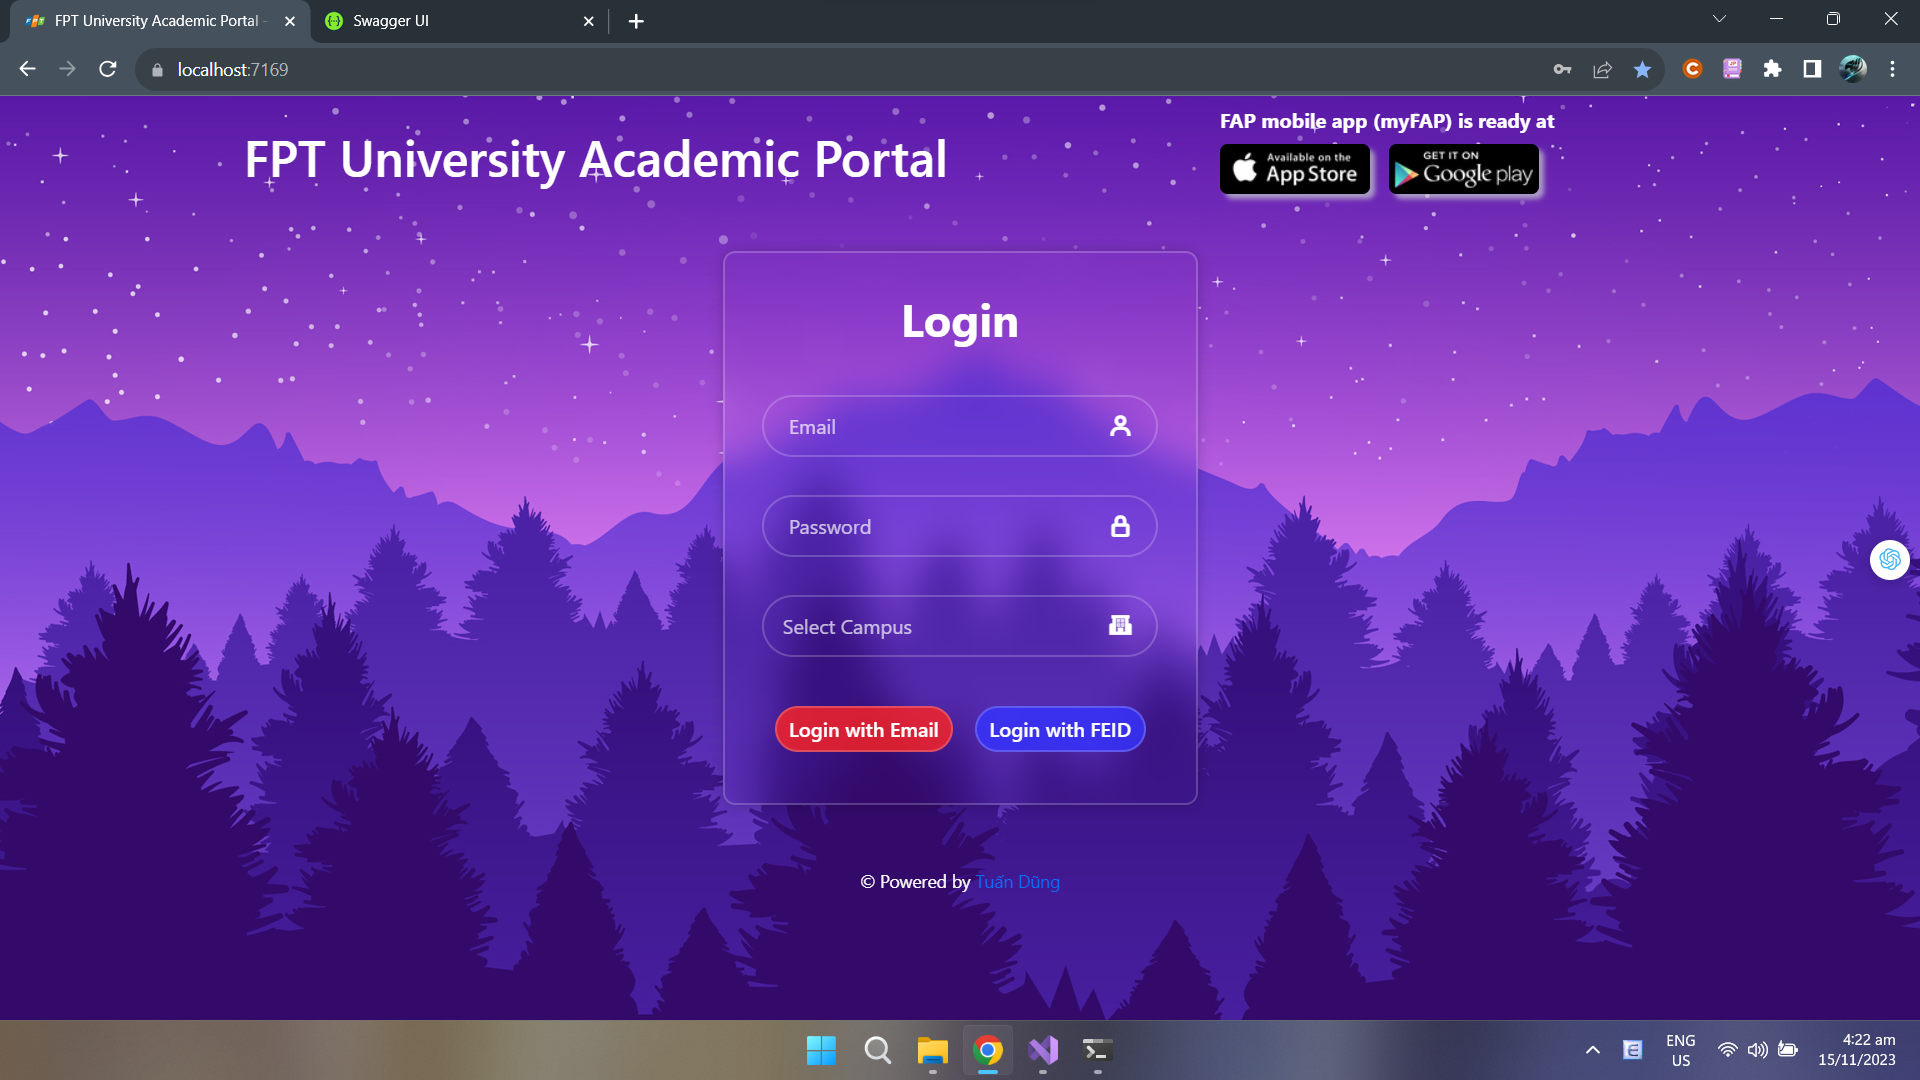 FPT University Academic Portal -
Swagger UI
localhost:7169
FPT University Academic Portal
FAP mobile app (myFAP) is ready at
Available on the
App Store
GET IT ON
Google play
Login
Email
Password
Select Campus
Login with Email
Login with FEID
© Powered by Tuấn Dũng
ENG
US
4:22 am
15/11/2023